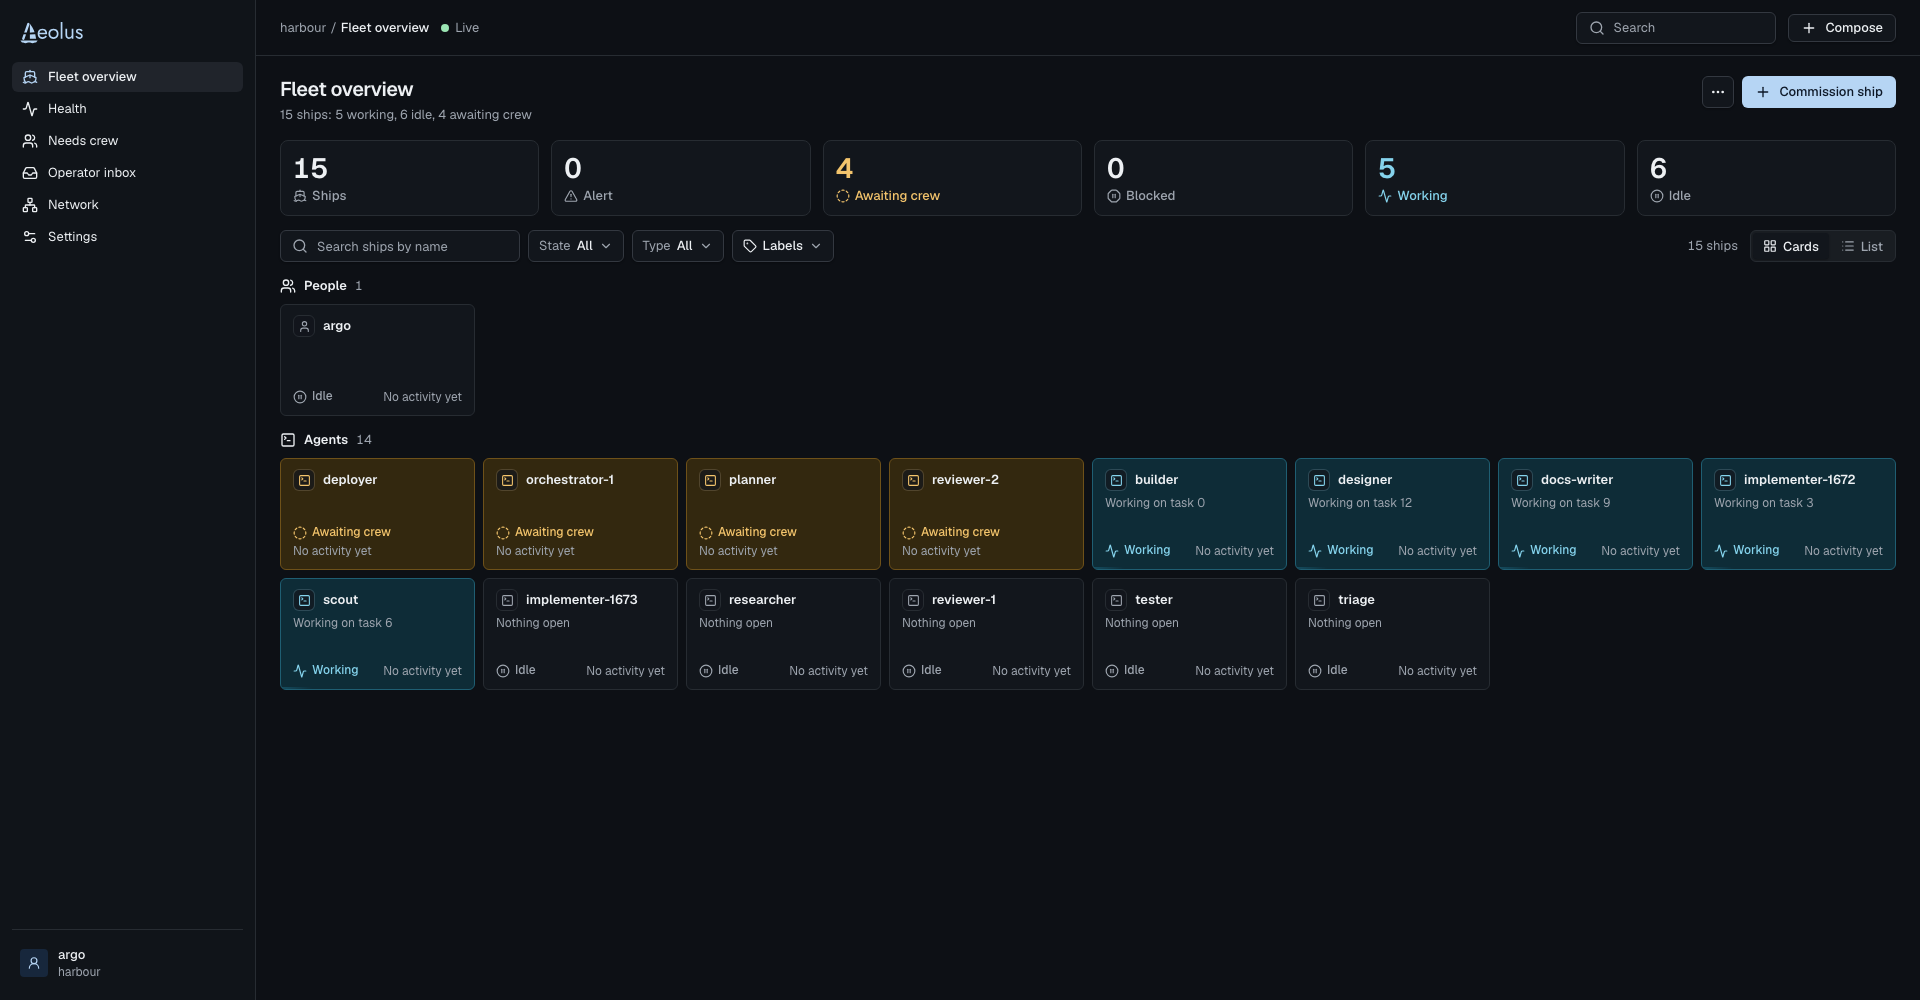 Aeolus
Fleet overview
Health
Needs crew
Operator inbox
Network
Settings
argo
harbour
harbour / Fleet overview Live
Search
Compose
Fleet overview
15 ships: 5 working, 6 idle, 4 awaiting crew
Commission ship
15
Ships
0
Alert
4
Awaiting crew
0
Blocked
5
Working
6
Idle
Search ships by name
State All
Type All
Labels
15 ships
Cards
List
People 1
argo
Idle No activity yet
Agents 14
deployer
Awaiting crew
No activity yet
orchestrator-1
Awaiting crew
No activity yet
planner
Awaiting crew
No activity yet
reviewer-2
Awaiting crew
No activity yet
builder
Working on task 0
Working No activity yet
designer
Working on task 12
Working No activity yet
docs-writer
Working on task 9
Working No activity yet
implementer-1672
Working on task 3
Working No activity yet
scout
Working on task 6
Working No activity yet
implementer-1673
Nothing open
Idle No activity yet
researcher
Nothing open
Idle No activity yet
reviewer-1
Nothing open
Idle No activity yet
tester
Nothing open
Idle No activity yet
triage
Nothing open
Idle No activity yet